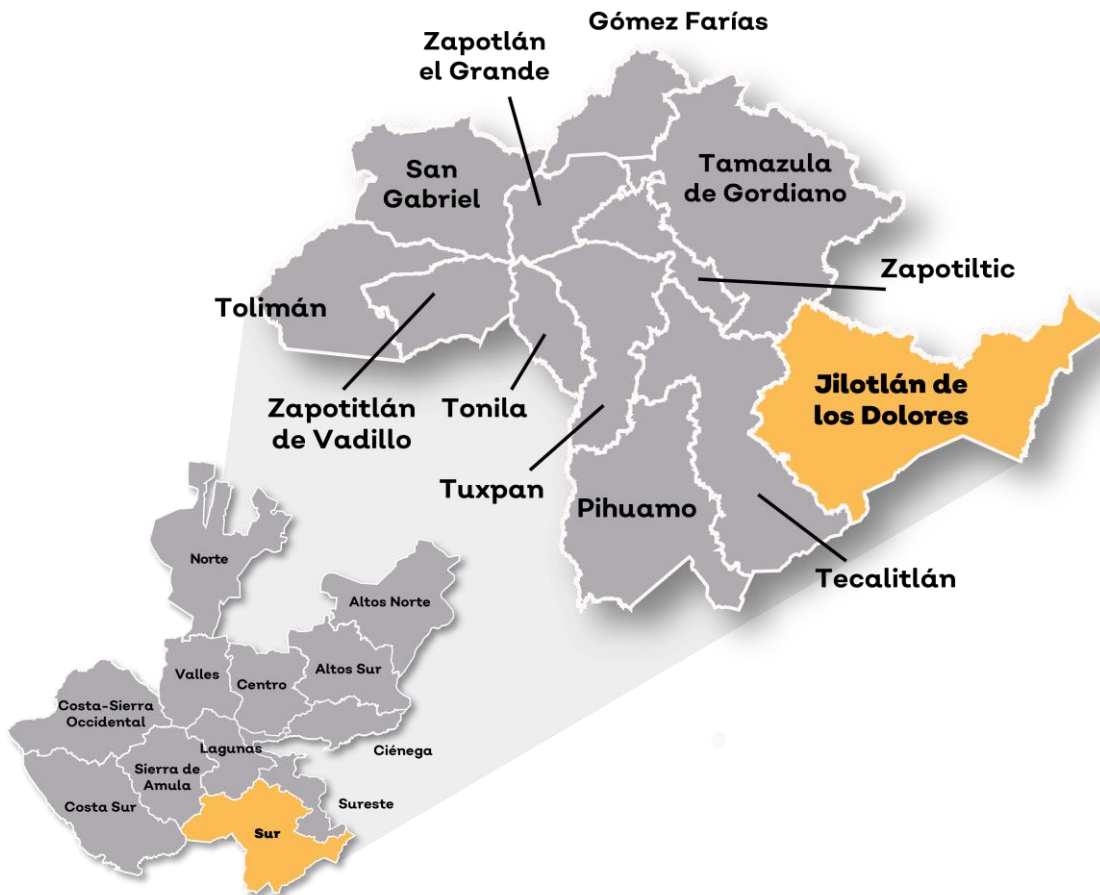 Gómez Farías
Zapotlán
el Grande
San
Gabriel
Tamazula
de Gordiano
Zapotiltic
Tolimán
Jilotlán de
los Dolores
Zapotitlán
de Vadillo
Tonila
Tuxpan
Pihuamo
Tecalitlán
Norte
Altos Norte
Valles
Centro
Altos Sur
Costa-Sierra
Occidental
Lagunas
Ciénega
Sierra de
Amula
Costa Sur
Sureste
Sur